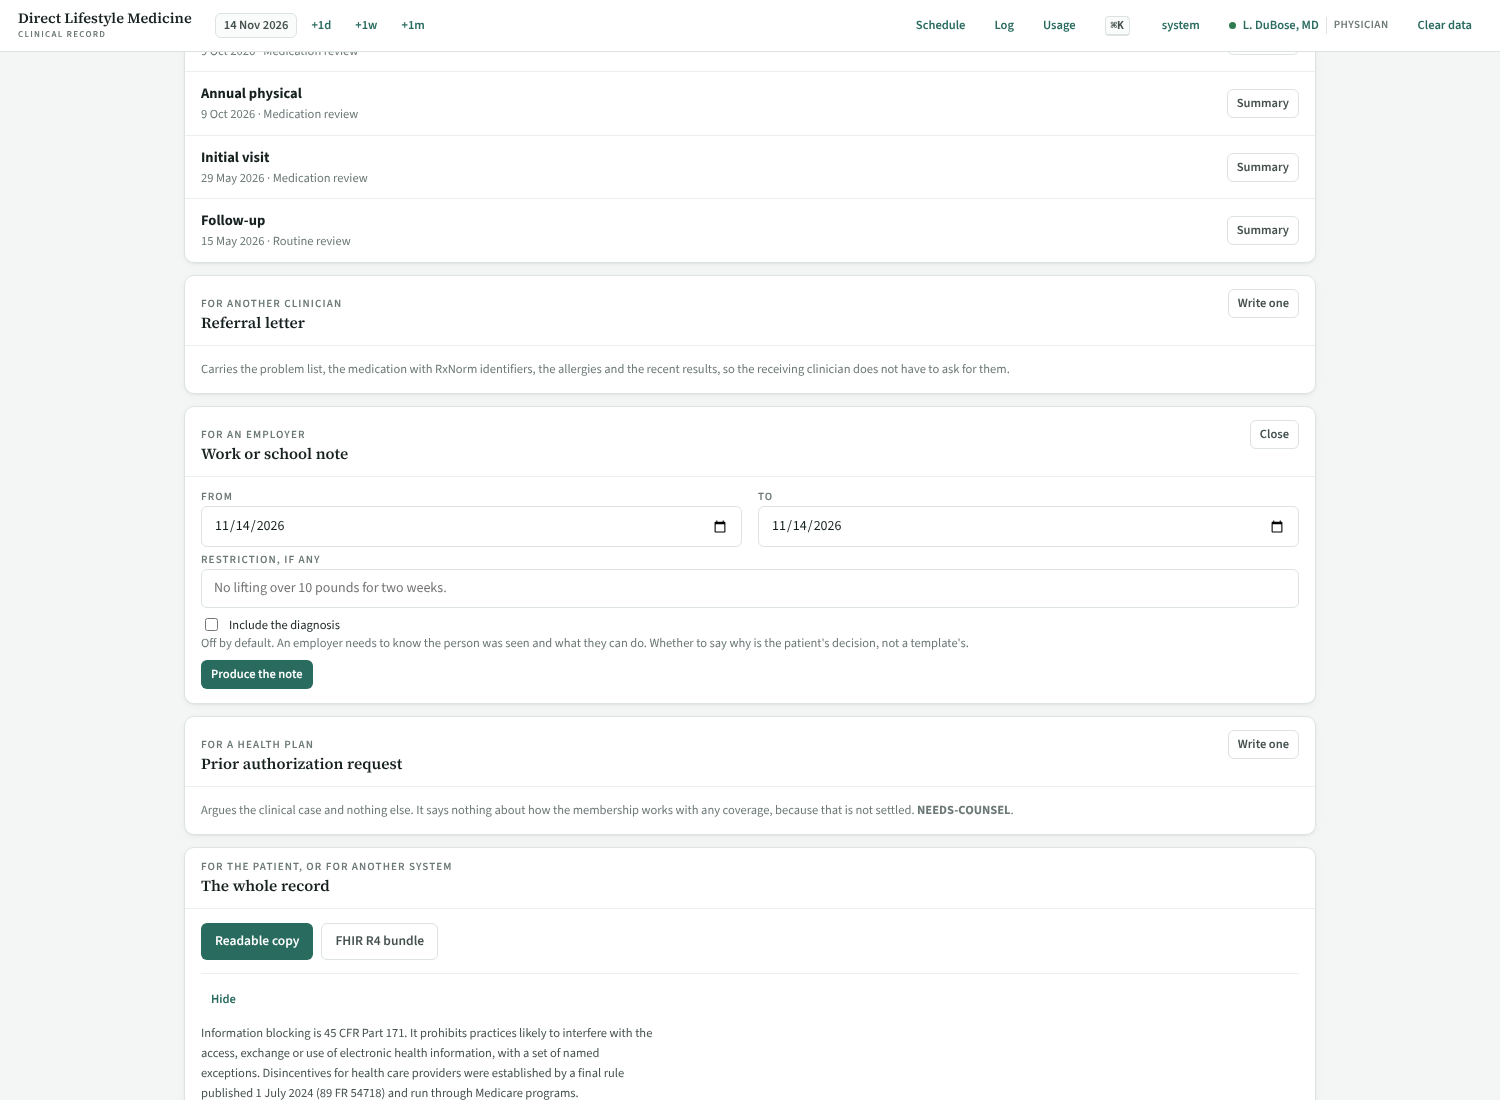 Direct Lifestyle Medicine
CLINICAL RECORD
14 Nov 2026
+1d
+1w
+1m
Schedule
Log
Usage
⌘K
system
L. DuBose, MD
PHYSICIAN
Clear data
9 Oct 2026 · Medication review
Annual physical
9 Oct 2026 · Medication review
Summary
Initial visit
29 May 2026 · Medication review
Summary
Follow-up
15 May 2026 · Routine review
Summary
FOR ANOTHER CLINICIAN
Referral letter
Write one
Carries the problem list, the medication with RxNorm identifiers, the allergies and the recent results, so the receiving clinician does not have to ask for them.
FOR AN EMPLOYER
Work or school note
Close
FROM
11/14/2026
TO
11/14/2026
RESTRICTION, IF ANY
No lifting over 10 pounds for two weeks.
Include the diagnosis
Off by default. An employer needs to know the person was seen and what they can do. Whether to say why is the patient's decision, not a template's.
Produce the note
FOR A HEALTH PLAN
Prior authorization request
Write one
Argues the clinical case and nothing else. It says nothing about how the membership works with any coverage, because that is not settled. NEEDS-COUNSEL.
FOR THE PATIENT, OR FOR ANOTHER SYSTEM
The whole record
Readable copy
FHIR R4 bundle
Hide
Information blocking is 45 CFR Part 171. It prohibits practices likely to interfere with the
access, exchange or use of electronic health information, with a set of named
exceptions. Disincentives for health care providers were established by a final rule
published 1 July 2024 (89 FR 54718) and run through Medicare programs.